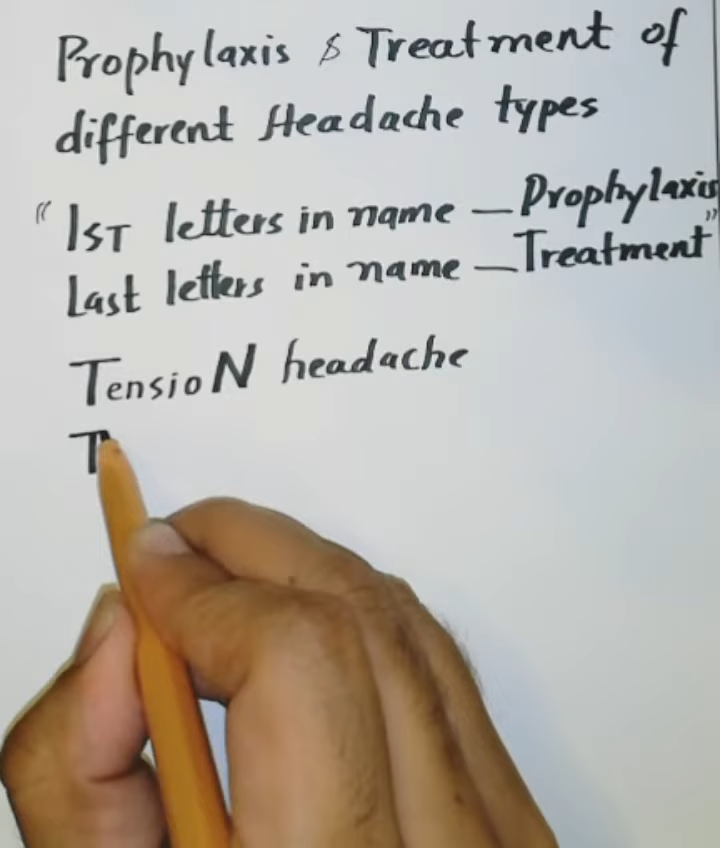 Prophylaxis & Treatment of
different Headache types
"1ST letters in name — Prophylaxis
Last letters in name — Treatment"
TensioN headache
T